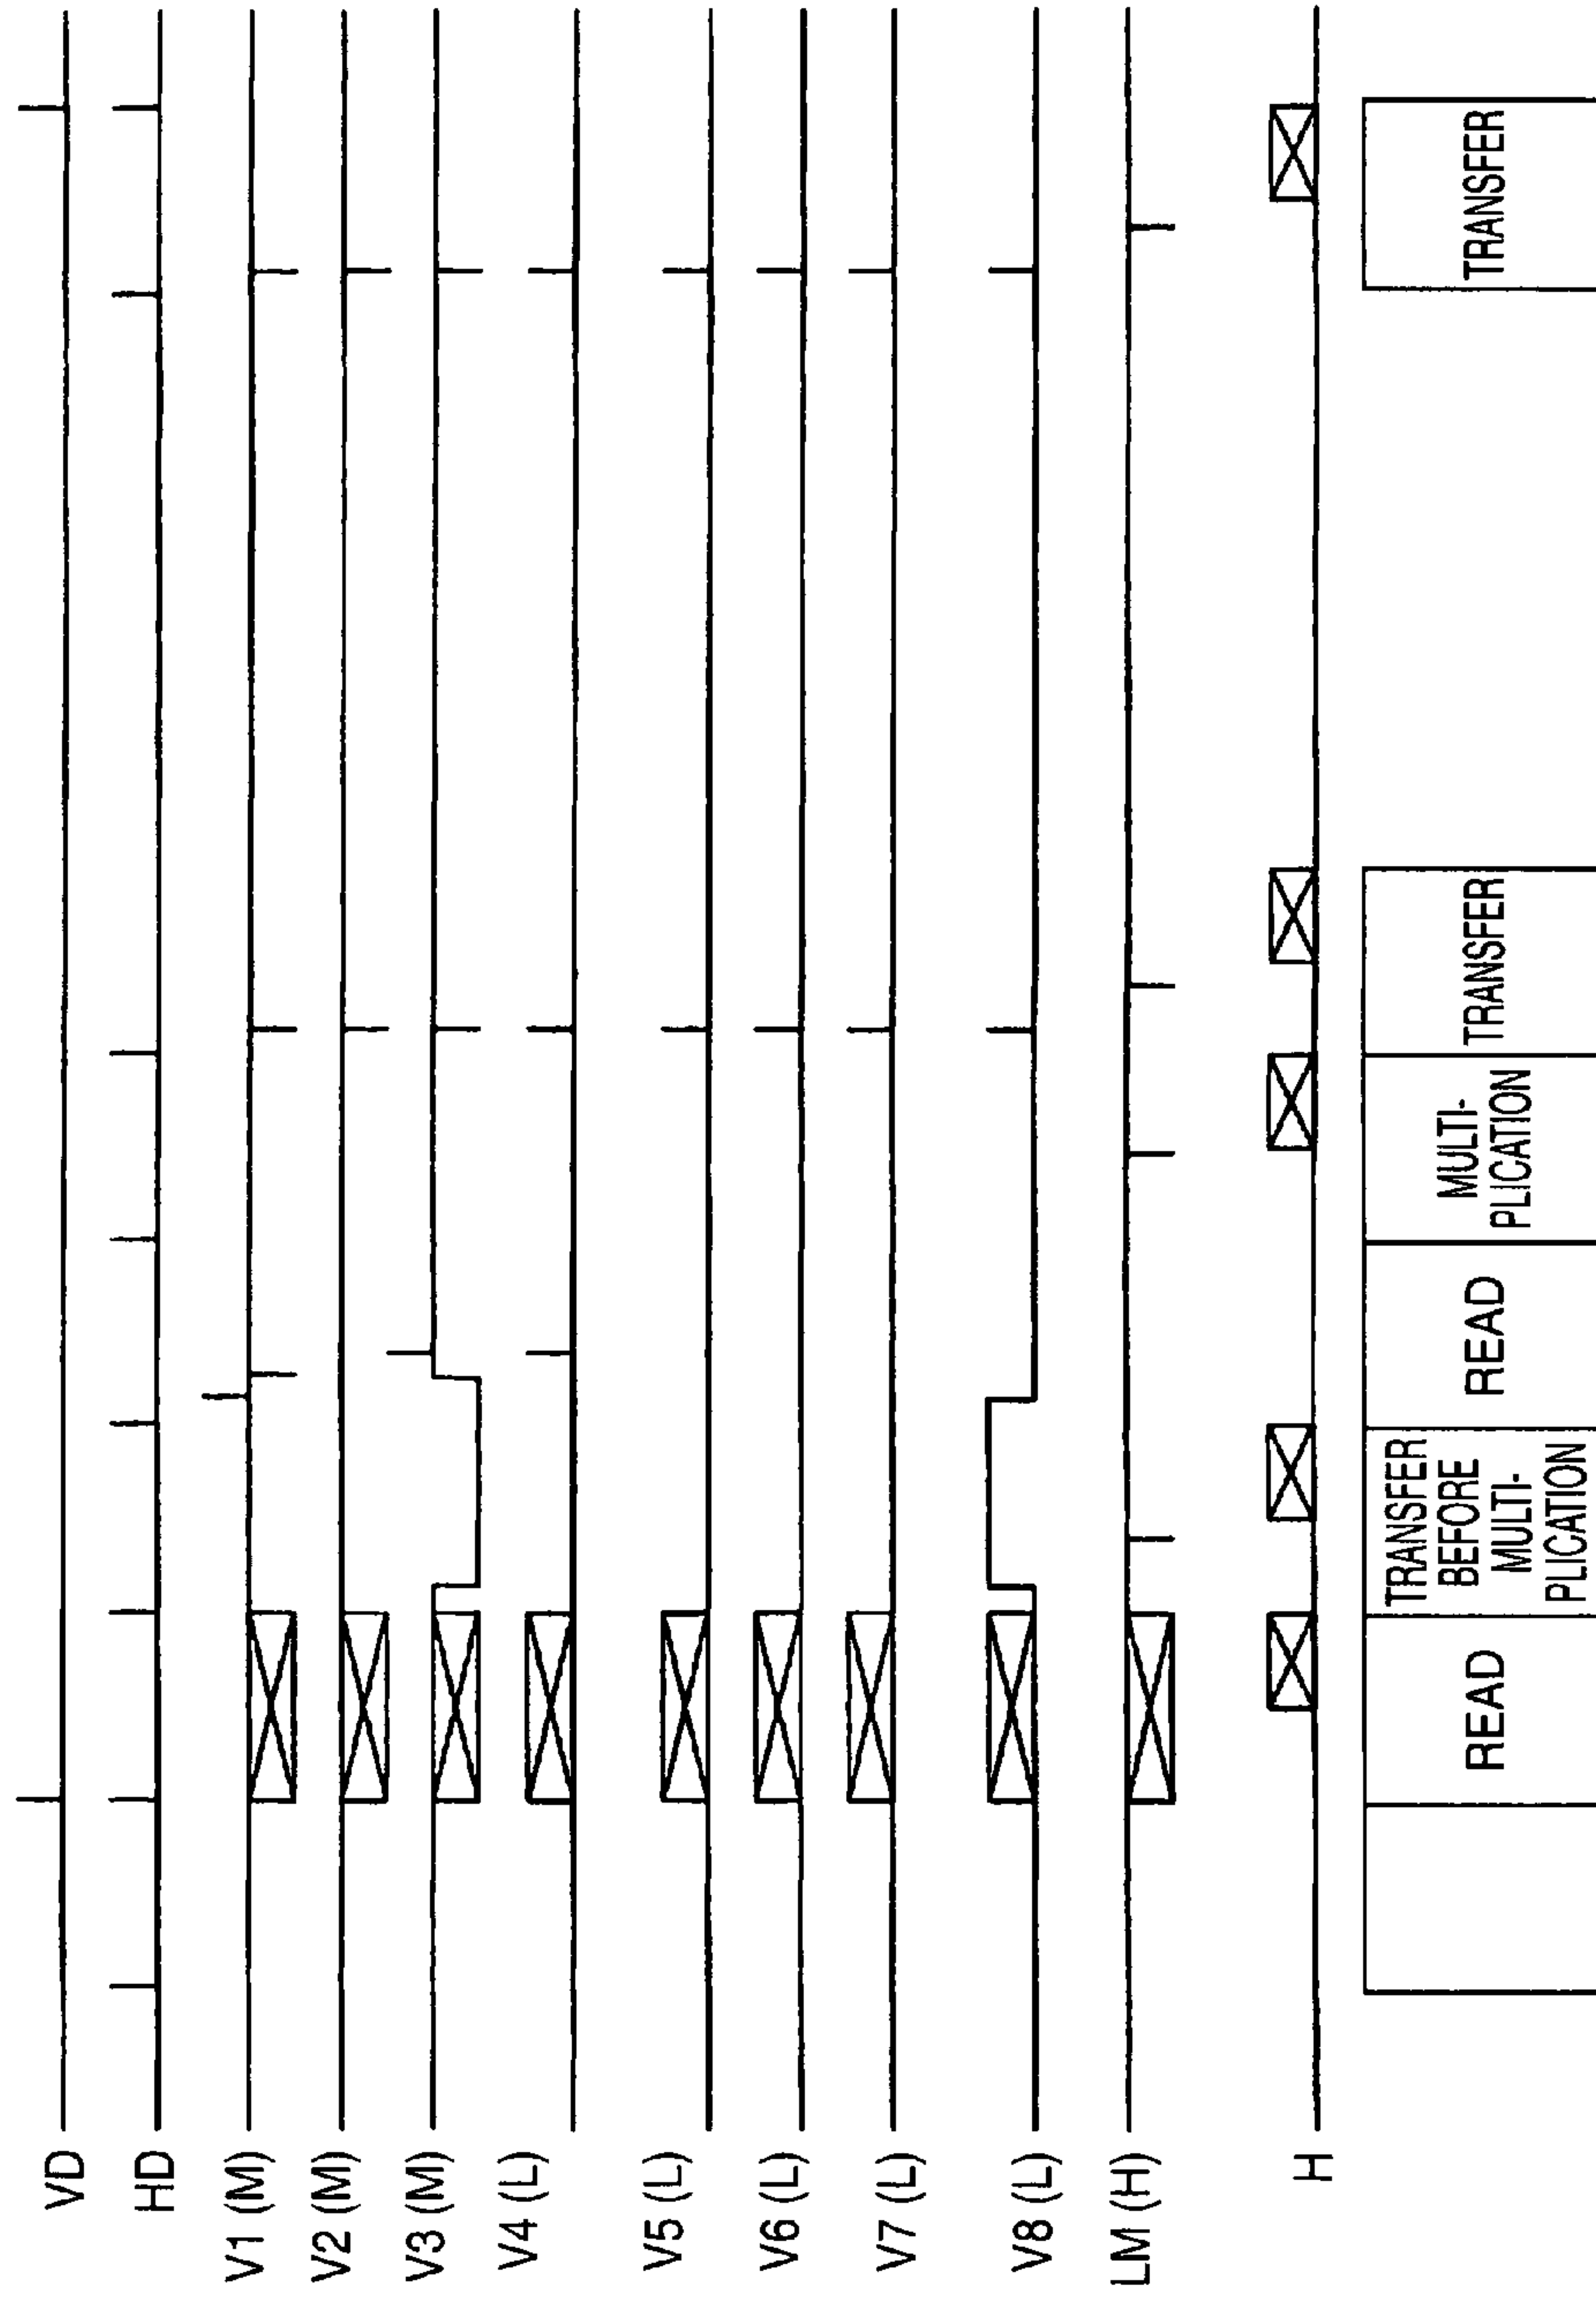 VD
HD
V1 (M)
V2 (M)
V3 (M)
V4 (L)
V5 (L)
V6 (L)
V7 (L)
V8 (L)
LM (H)
H
READ
TRANSFER
BEFORE
MULTI-
PLICATION
READ
MULTI-
PLICATION
TRANSFER
TRANSFER